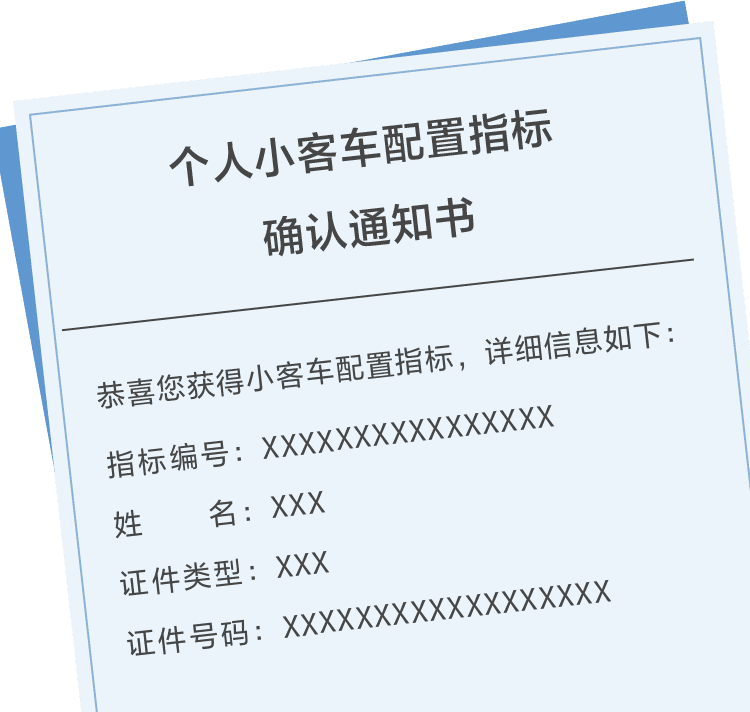 个人小客车配置指标
确认通知书
恭喜您获得小客车配置指标，详细信息如下：
指标编号：XXXXXXXXXXXXXXXX
姓　　名：XXX
证件类型：XXX
证件号码：XXXXXXXXXXXXXXXXXX